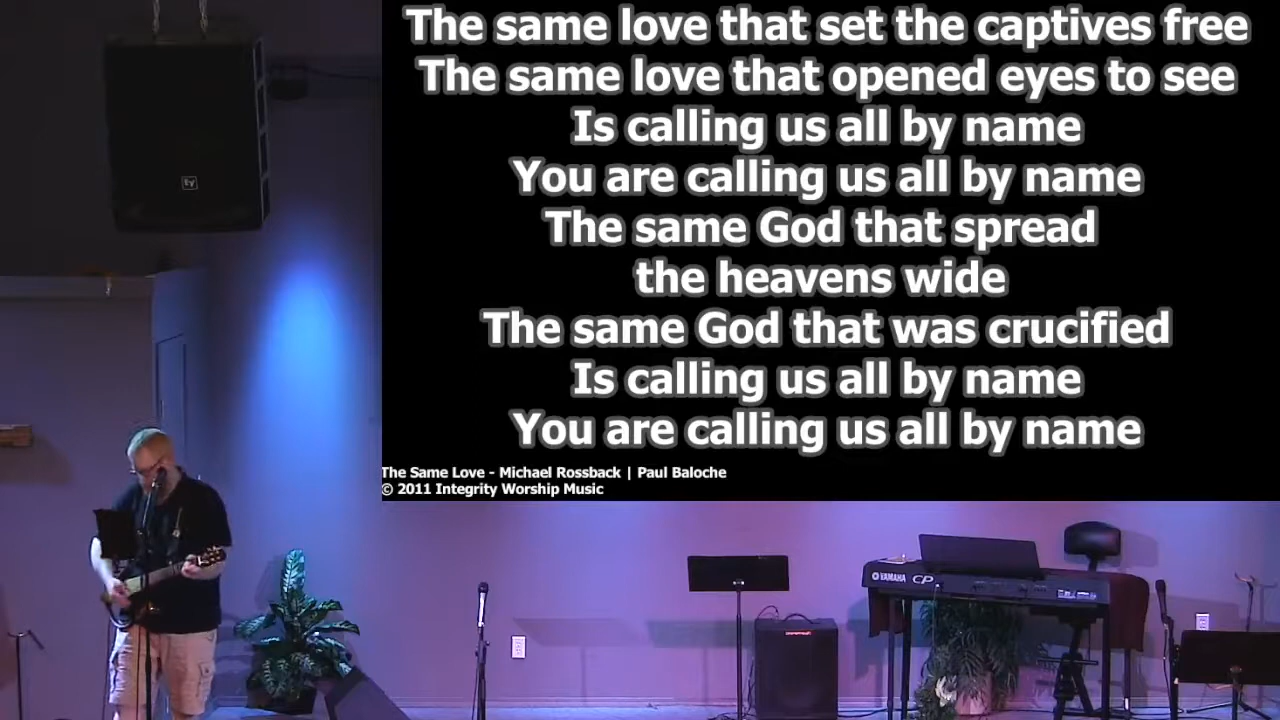 The same love that set the captives free
The same love that opened eyes to see
Is calling us all by name
You are calling us all by name
The same God that spread
the heavens wide
The same God that was crucified
Is calling us all by name
You are calling us all by name
The Same Love - Michael Rossback | Paul Baloche
© 2011 Integrity Worship Music
EV
YAMAHA CP